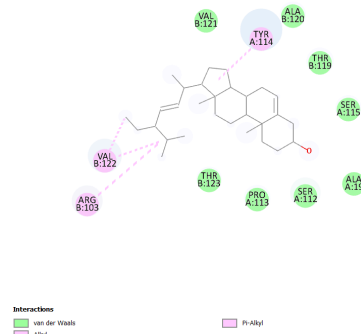 VAL
B:121
ALA
B:120
TYR
A:114
THR
B:119
SER
A:115
VAL
B:122
ARG
B:103
THR
B:123
PRO
A:113
SER
A:112
Interactions
van der Waals
Pi-Alkyl